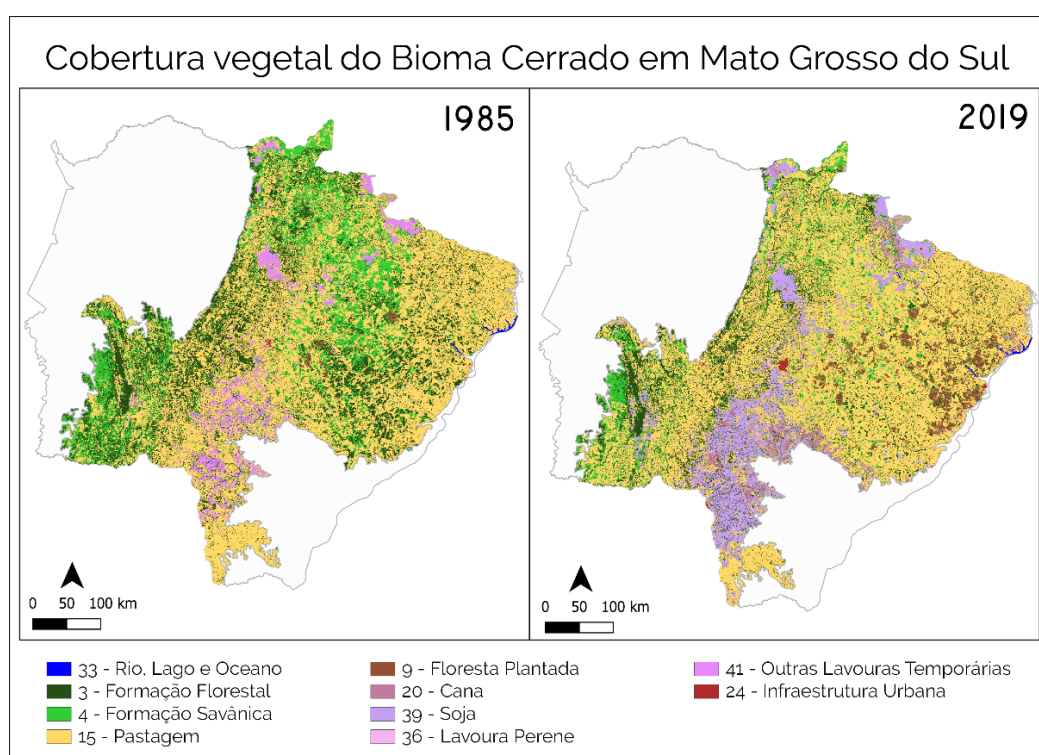 Cobertura vegetal do Bioma Cerrado em Mato Grosso do Sul
1985
2019
0 50 100 km
0 50 100 km
33 - Rio, Lago e Oceano
3 - Formação Florestal
4 - Formação Savânica
15 - Pastagem
9 - Floresta Plantada
20 - Cana
39 - Soja
36 - Lavoura Perene
41 - Outras Lavouras Temporárias
24 - Infraestrutura Urbana